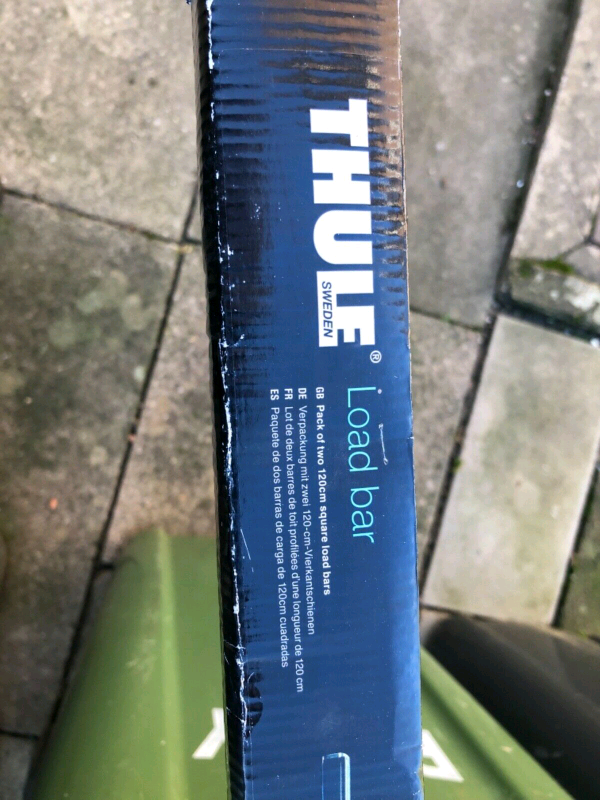 THULE®
SWEDEN
Load bar
GB Pack of two 120cm square load bars
DE Verpackung mit zwei 120-cm-Vierkantschienen
FR Lot de deux barres de toit profilées d'une longueur de 120 cm
ES Paquete de dos barras de carga de 120cm cuadradas